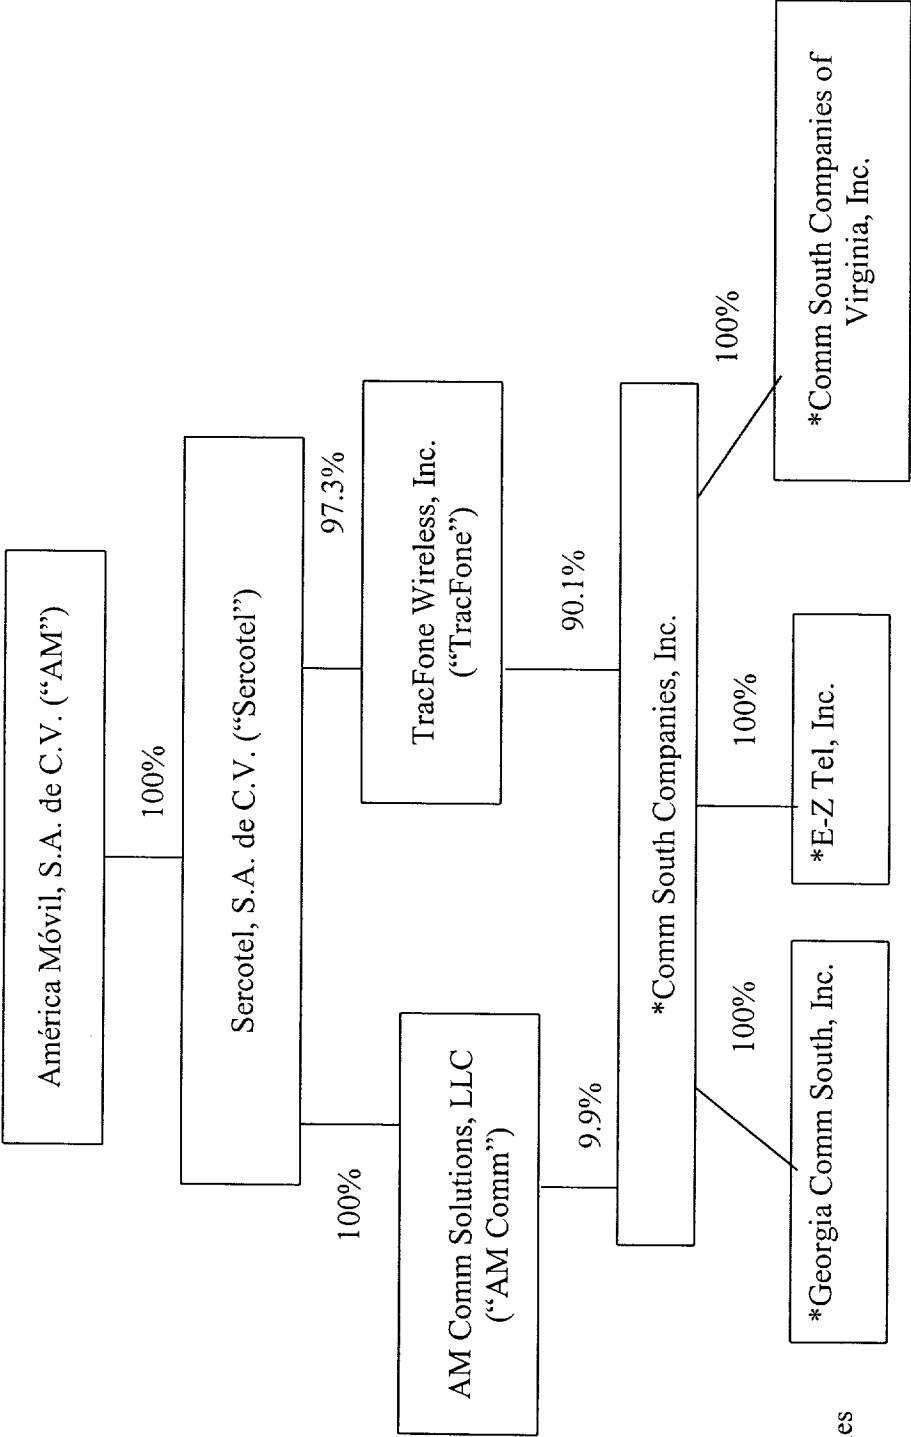 América Móvil, S.A. de C.V. (“AM”)
100%
Sercotel, S.A. de C.V. (“Sercotel”)
100%
97.3%
AM Comm Solutions, LLC
(“AM Comm”)
TracFone Wireless, Inc.
(“TracFone”)
9.9%
90.1%
*Comm South Companies, Inc.
100%
100%
100%
*Georgia Comm South, Inc.
*E-Z Tel, Inc.
*Comm South Companies of
Virginia, Inc.
es